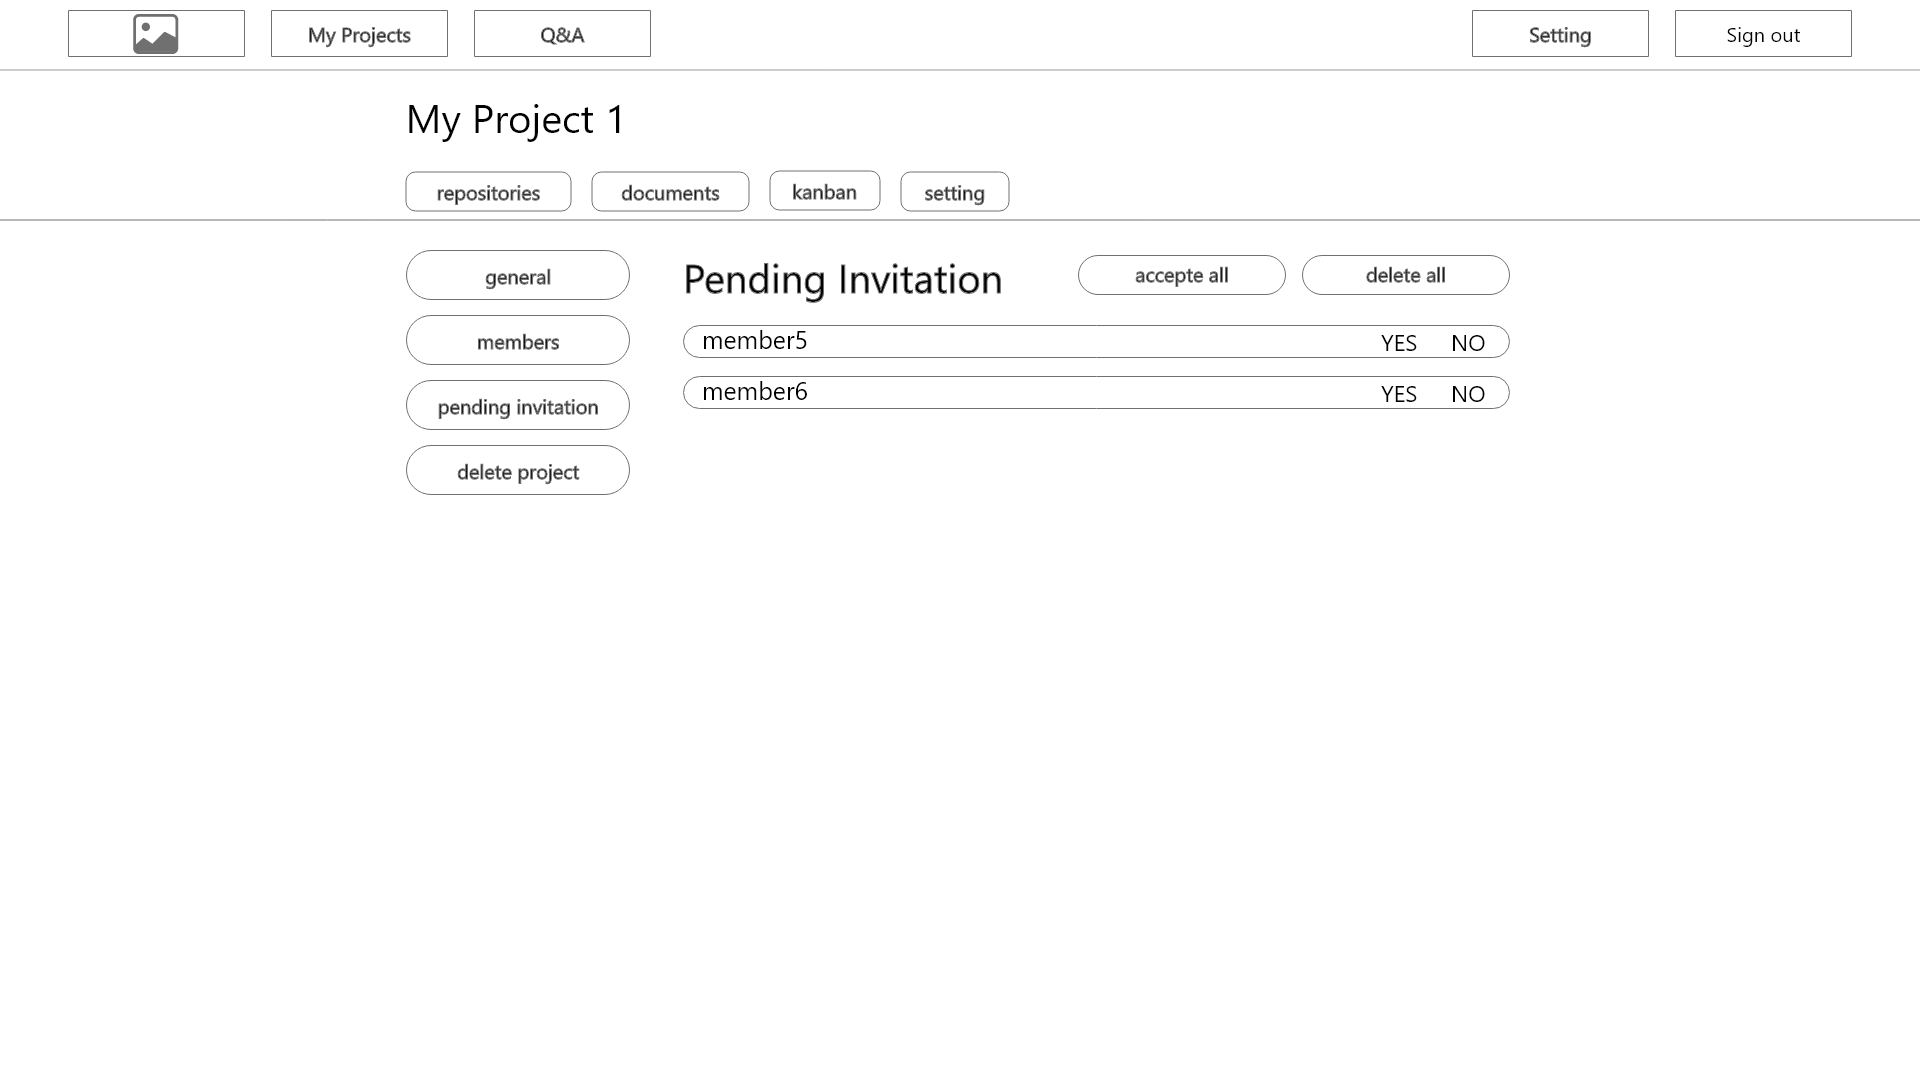 My Projects
Q&A
Setting
Sign out
My Project 1
repositories
documents
kanban
setting
general
members
pending invitation
delete project
Pending Invitation
accepte all
delete all
member5 YES NO
member6 YES NO